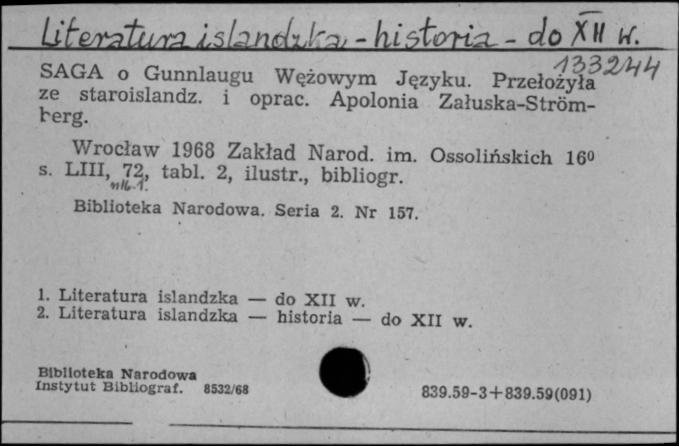 Literatura islandzka, - historia - do XII w.
133244
SAGA o Gunnlaugu Wężowym Języku. Przełożyła
ze staroislandz. i oprac. Apolonia Załuska-Ström-
berg.
Wrocław 1968 Zakład Narod. im. Ossolińskich 16⁰
s. LIII, 72, tabl. 2, ilustr., bibliogr.
nlb. 1.
Biblioteka Narodowa. Seria 2. Nr 157.
1. Literatura islandzka — do XII w.
2. Literatura islandzka — historia — do XII w.
Biblioteka Narodowa
Instytut Bibliograf. 8532/68
839.59-3+839.59(091)